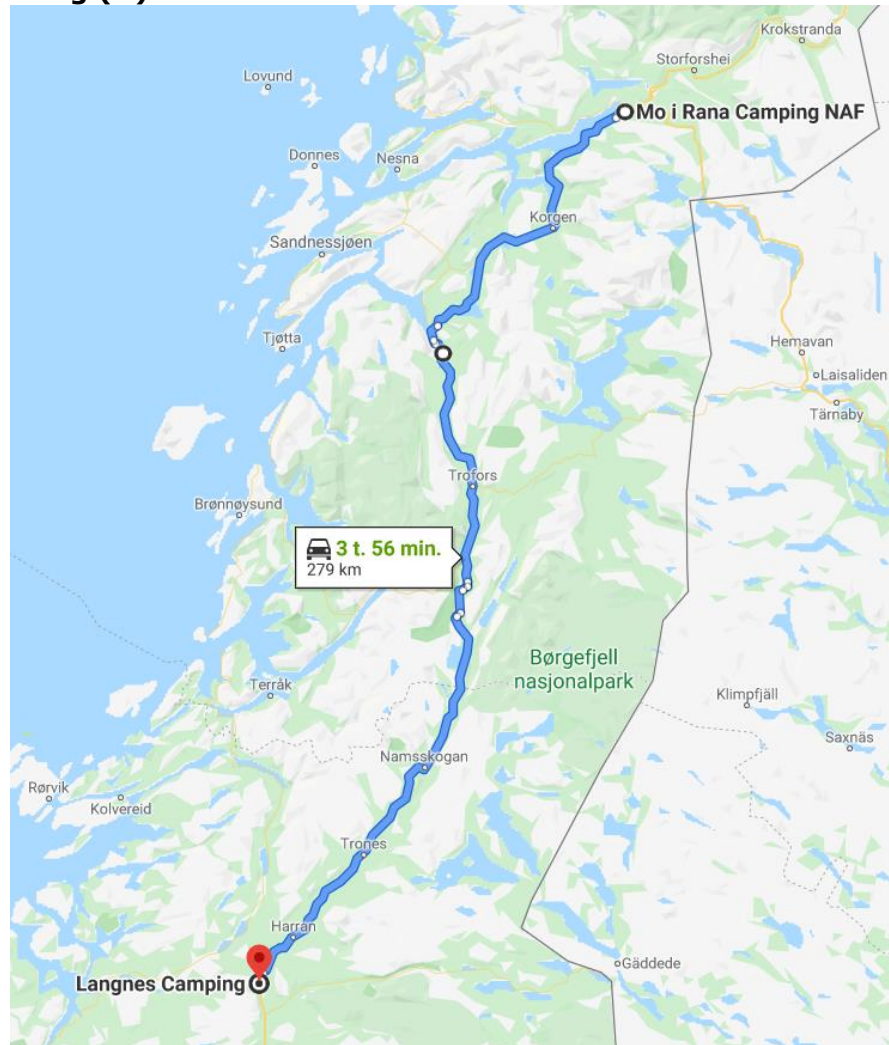 Krokstranda
Storforshei
Lovund
Mo i Rana Camping NAF
Donnes
Nesna
Korgen
Sandnessjøen
Tjøtta
Hemavan
Laisaliden
Tärnaby
Trofors
Brønnøysund
3 t. 56 min.
279 km
Børgefjell
nasjonalpark
Terråk
Klimpfjäll
Saxnäs
Namsskogan
Rørvik
Kolvereid
Trones
Harran
Gäddede
Langnes Camping